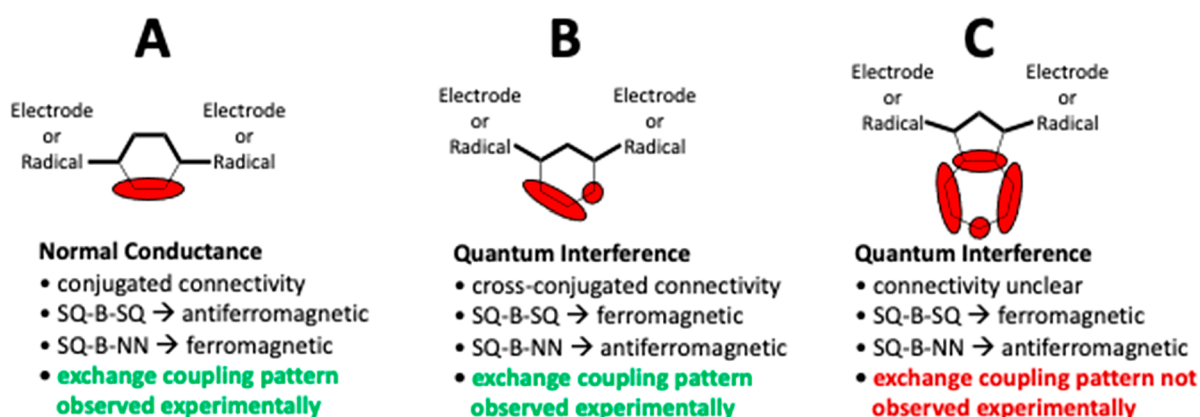 A
Electrode
or
Radical
Electrode
or
Radical
Normal Conductance
• conjugated connectivity
• SQ-B-SQ → antiferromagnetic
• SQ-B-NN → ferromagnetic
• exchange coupling pattern
observed experimentally
B
Electrode
or
Radical
Electrode
or
Radical
Quantum Interference
• cross-conjugated connectivity
• SQ-B-SQ → ferromagnetic
• SQ-B-NN → antiferromagnetic
• exchange coupling pattern
observed experimentally
C
Electrode
or
Radical
Electrode
or
Radical
Quantum Interference
• connectivity unclear
• SQ-B-SQ → ferromagnetic
• SQ-B-NN → antiferromagnetic
• exchange coupling pattern not
observed experimentally